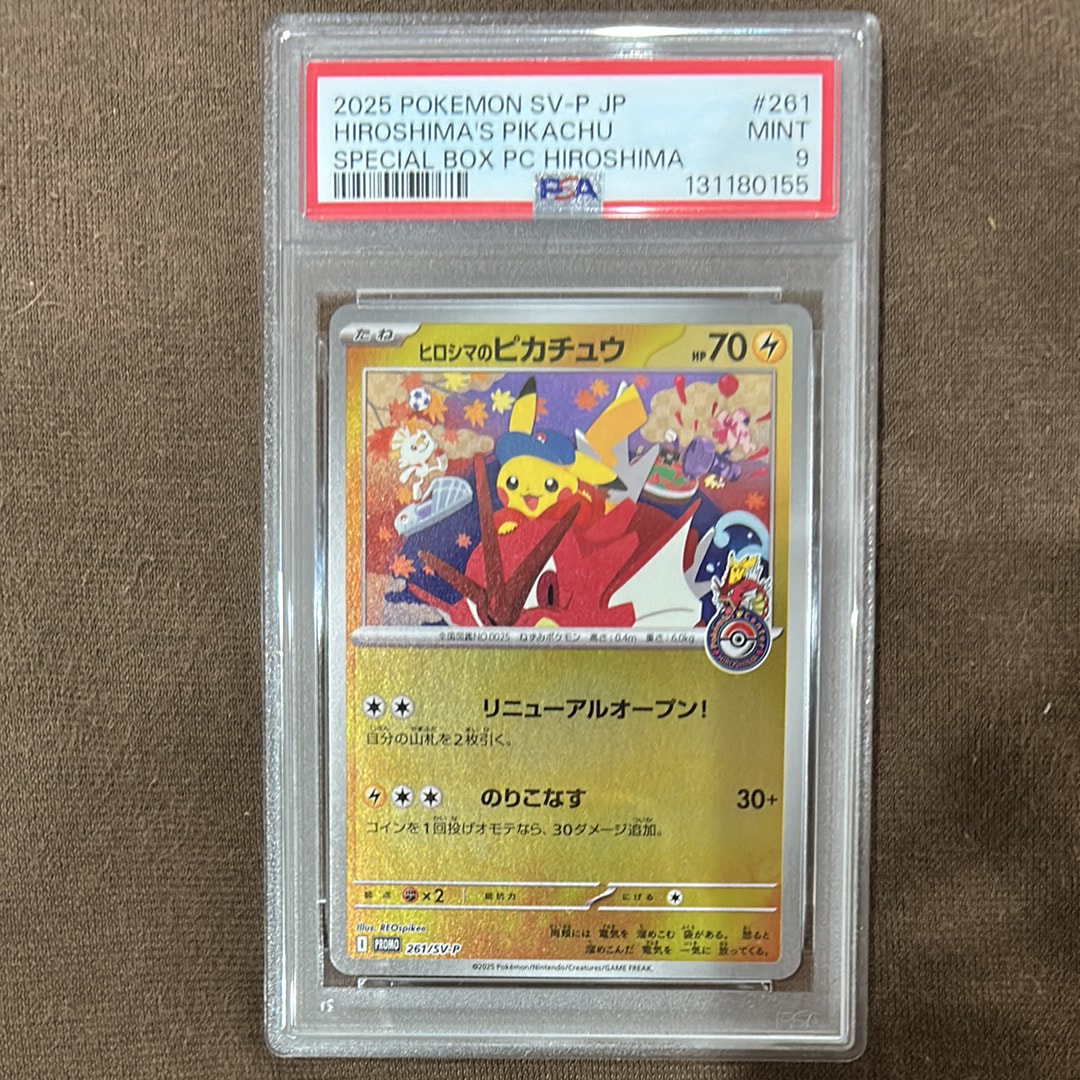 2025 POKEMON SV-P JP #261
HIROSHIMA'S PIKACHU MINT
SPECIAL BOX PC HIROSHIMA 9
PSA 131180155
たね ヒロシマのピカチュウ HP70
全国図鑑NO.0025 ねずみポケモン 高さ:0.4m 重さ:6.0kg
リニューアルオープン!
自分の山札を2枚引く。
のりこなす 30+
コインを1回投げオモテなら、30ダメージ追加。
弱点 ×2 抵抗力 にげる
Illus. REOspikee
I PROMO 261/SV-P
両頬には 電気を 溜めこむ 袋がある。 怒ると
溜めこんだ 電気を 一気に 放ってくる。
©2025 Pokémon/Nintendo/Creatures/GAME FREAK.